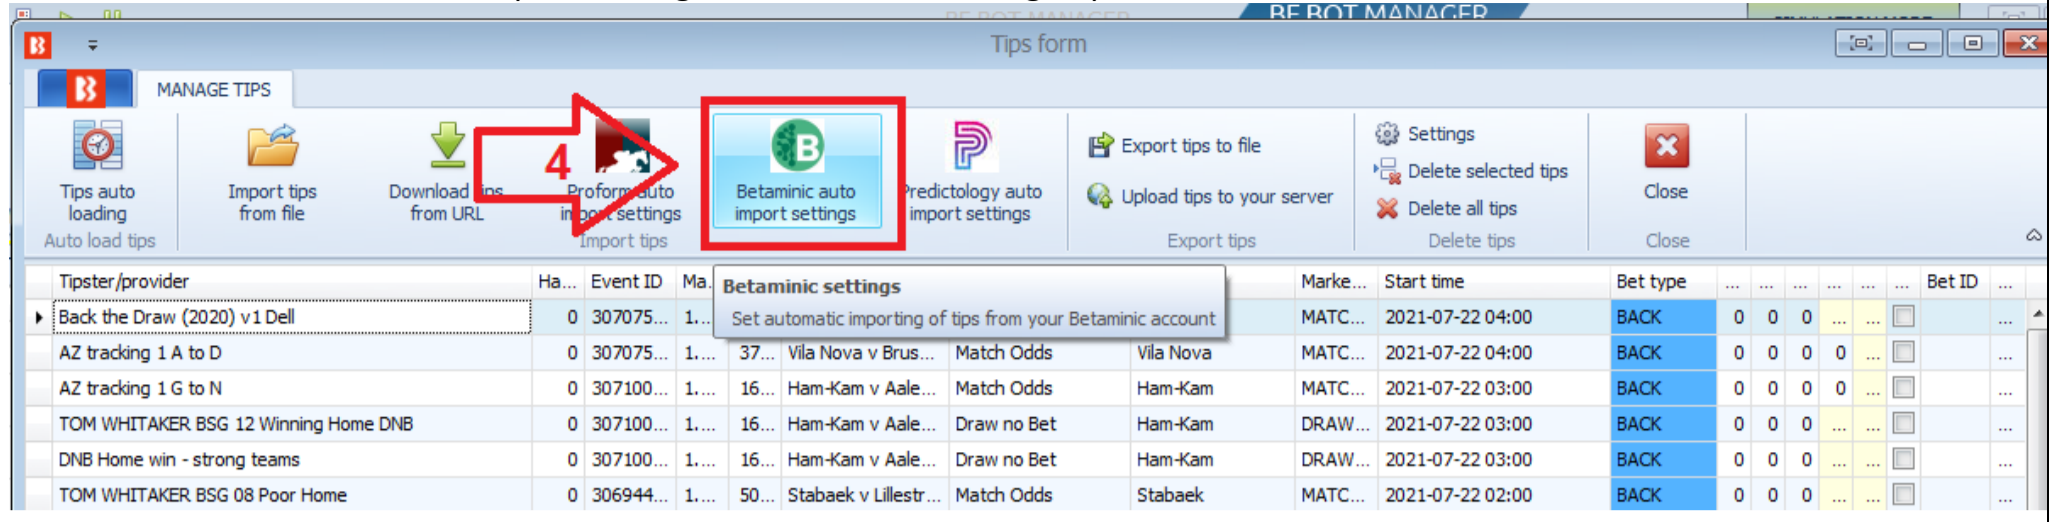 BF BOT MANAGER
Tips form
MANAGE TIPS
4
Tips auto loading
Import tips from file
Download tips from URL
Proform auto import settings
Betaminic auto import settings
Predictology auto import settings
Export tips to file
Upload tips to your server
Settings
Delete selected tips
Delete all tips
Close
Auto load tips
Import tips
Export tips
Delete tips
Close
Tipster/provider Ha... Event ID Ma... Marke... Start time Bet type ... ... ... ... ... ... Bet ID ...
Betaminic settings
Set automatic importing of tips from your Betaminic account
Back the Draw (2020) v1 Dell 0 307075... 1.... MATC... 2021-07-22 04:00 BACK 0 0 0 ... ... ...
AZ tracking 1 A to D 0 307075... 1.... 37... Vila Nova v Brus... Match Odds Vila Nova MATC... 2021-07-22 04:00 BACK 0 0 0 0 ... ...
AZ tracking 1 G to N 0 307100... 1.... 16... Ham-Kam v Aale... Match Odds Ham-Kam MATC... 2021-07-22 03:00 BACK 0 0 0 0 ... ...
TOM WHITAKER BSG 12 Winning Home DNB 0 307100... 1.... 16... Ham-Kam v Aale... Draw no Bet Ham-Kam DRAW... 2021-07-22 03:00 BACK 0 0 0 ... ... ...
DNB Home win - strong teams 0 307100... 1.... 16... Ham-Kam v Aale... Draw no Bet Ham-Kam DRAW... 2021-07-22 03:00 BACK 0 0 0 ... ... ...
TOM WHITAKER BSG 08 Poor Home 0 306944... 1.... 50... Stabaek v Lillestr... Match Odds Stabaek MATC... 2021-07-22 02:00 BACK 0 0 0 ... ... ...